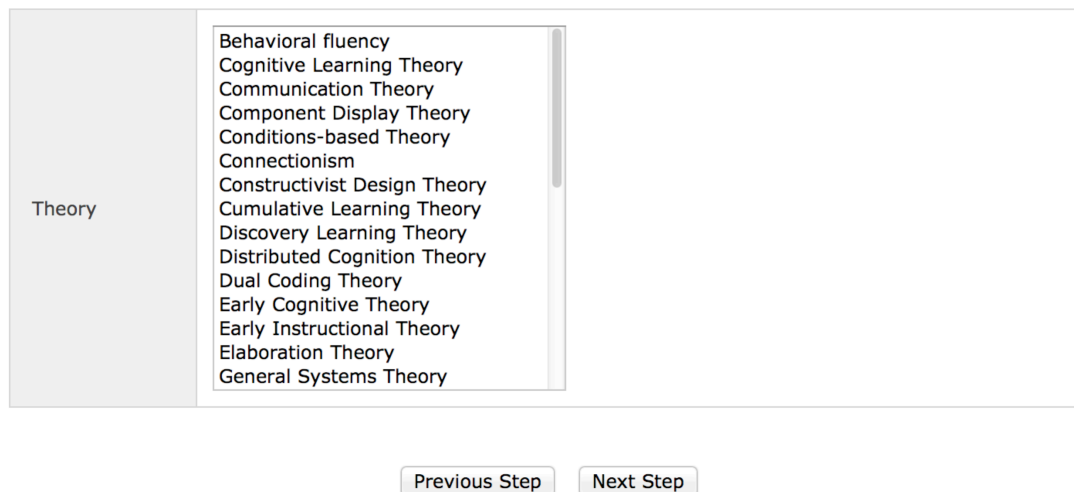 Theory
Behavioral fluency
Cognitive Learning Theory
Communication Theory
Component Display Theory
Conditions-based Theory
Connectionism
Constructivist Design Theory
Cumulative Learning Theory
Discovery Learning Theory
Distributed Cognition Theory
Dual Coding Theory
Early Cognitive Theory
Early Instructional Theory
Elaboration Theory
General Systems Theory
Previous Step
Next Step